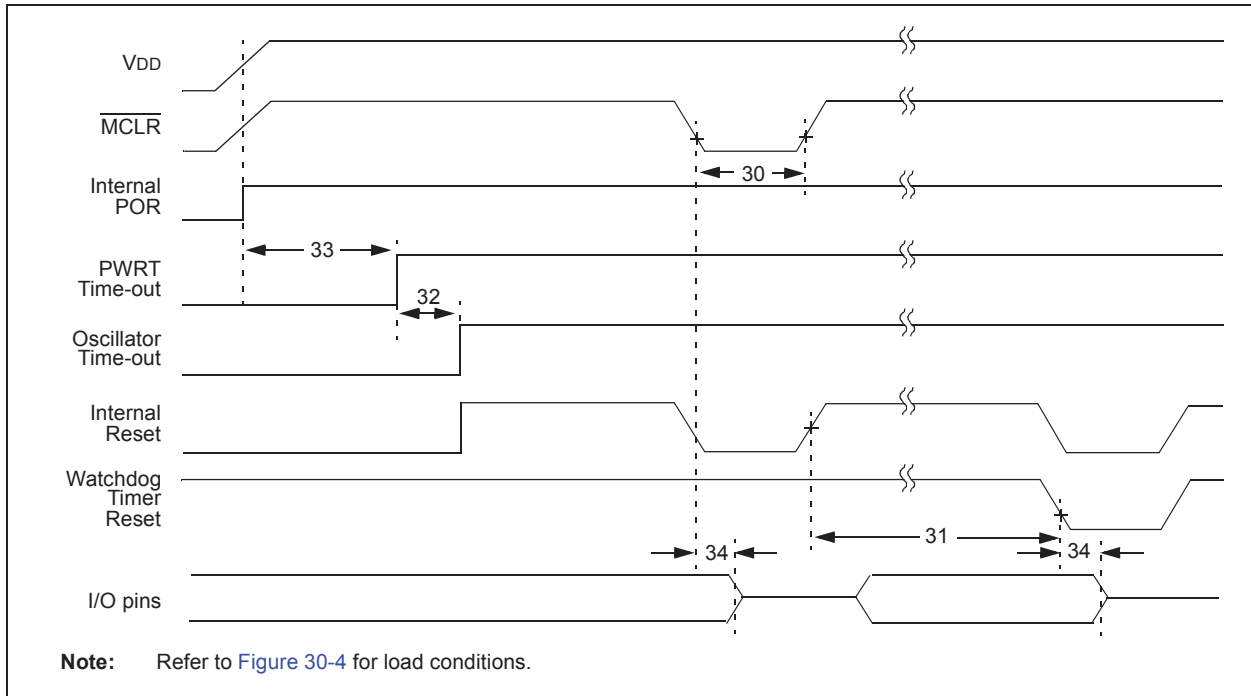 VDD
MCLR
30
Internal
POR
33
PWRT
Time-out
32
Oscillator
Time-out
Internal
Reset
Watchdog
Timer
Reset
31
34
34
I/O pins
Note: Refer to Figure 30-4 for load conditions.